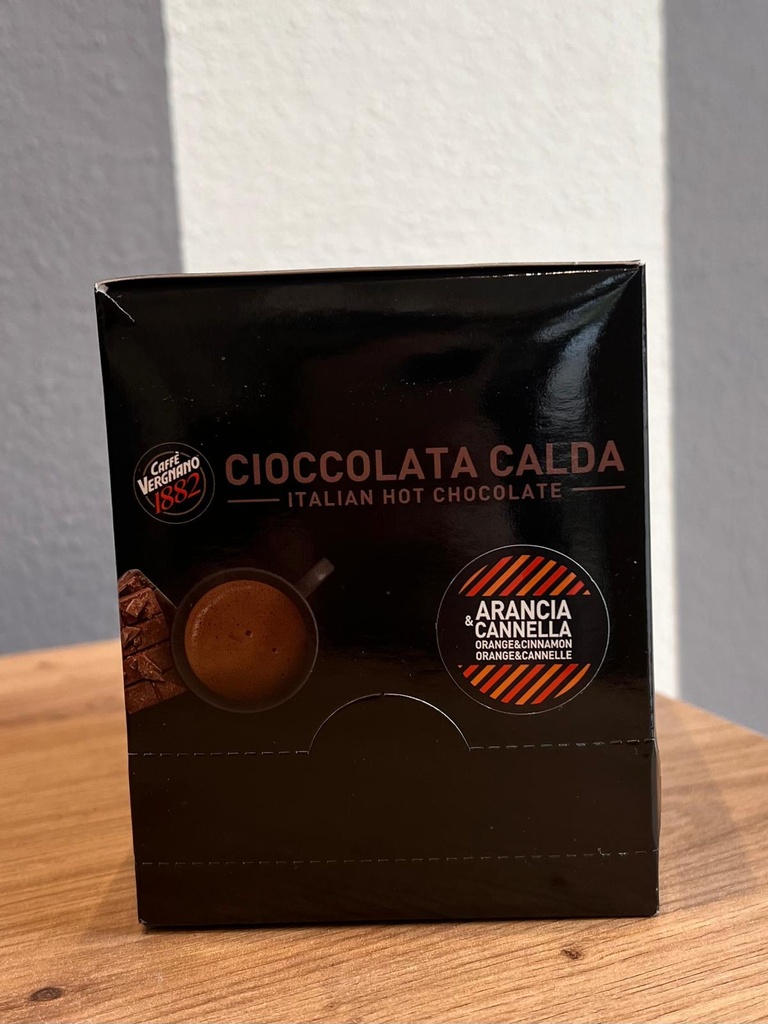 CAFFÈ
VERGNANO
1882
CIOCCOLATA CALDA
ITALIAN HOT CHOCOLATE
ARANCIA
& CANNELLA
ORANGE&CINNAMON
ORANGE&CANNELLE